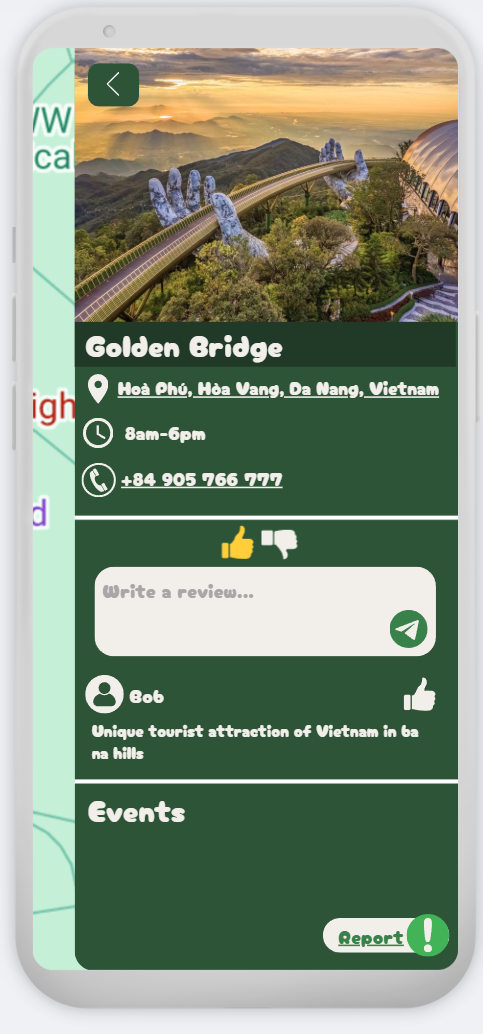 Golden Bridge
Hoà Phú, Hòa Vang, Da Nang, Vietnam
8am-6pm
+84 905 766 777
Write a review...
Bob
Unique tourist attraction of Vietnam in ba
na hills
Events
Report